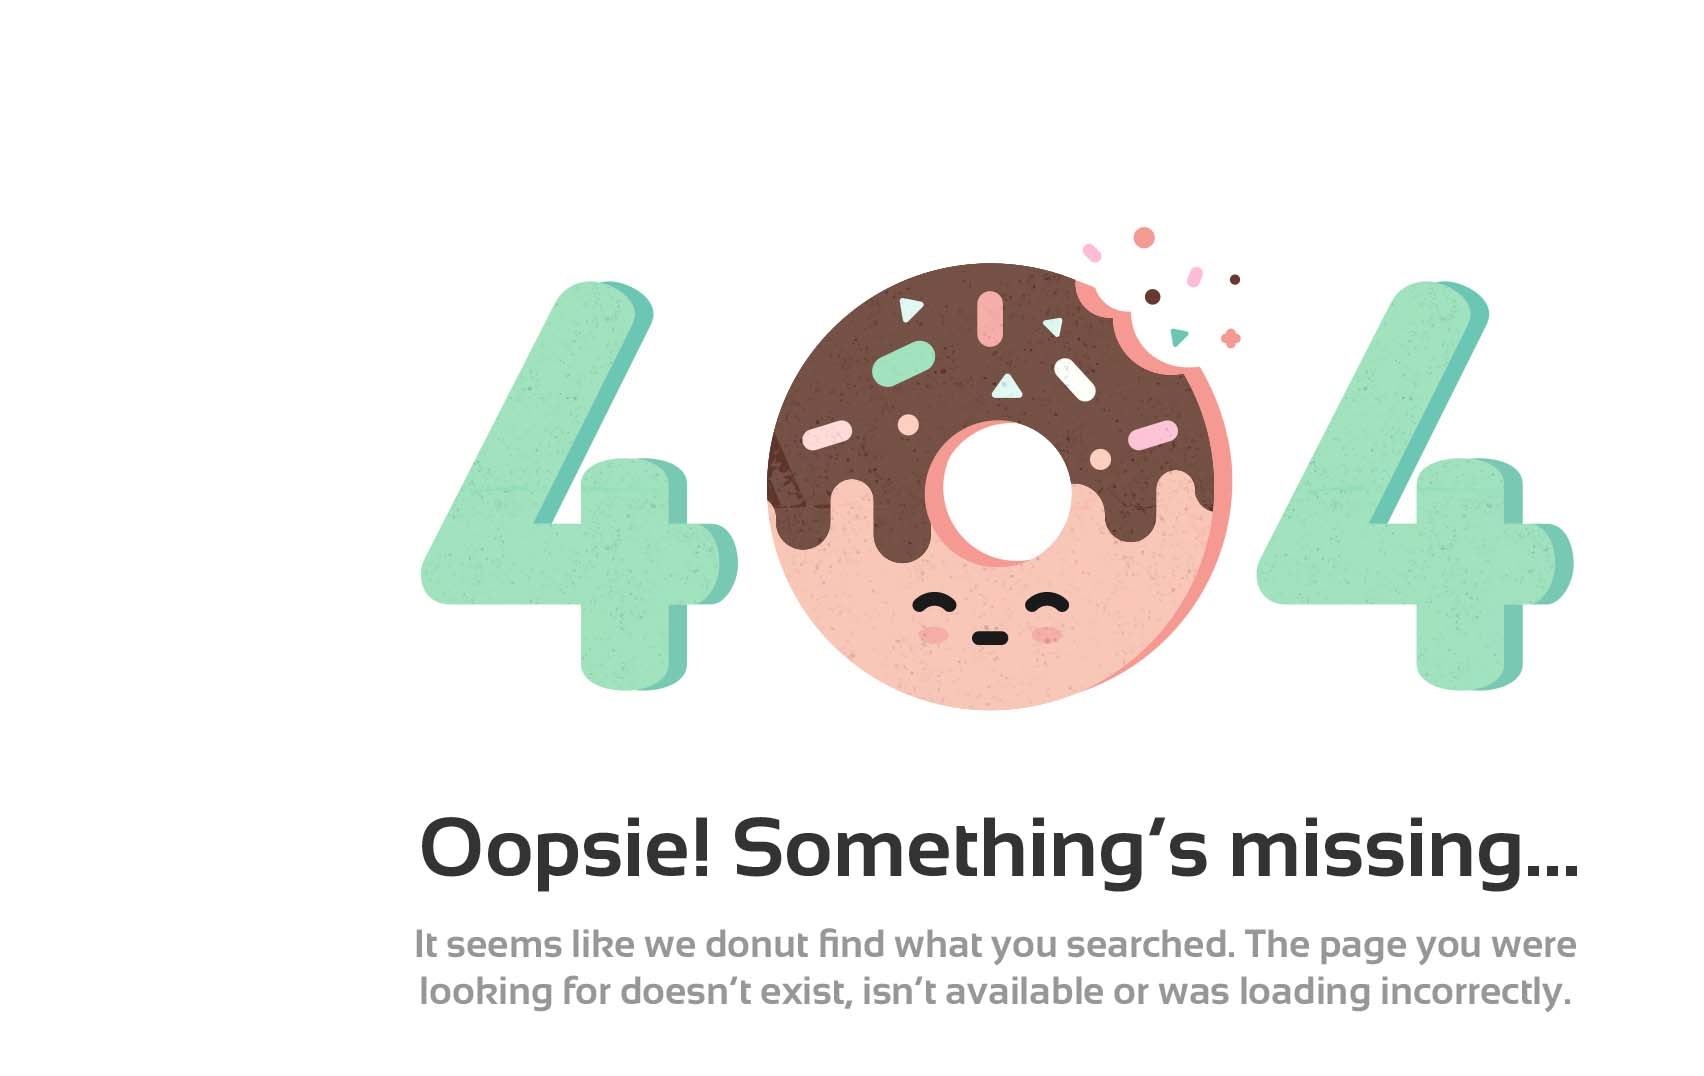 404
Oopsie! Something’s missing...
It seems like we donut find what you searched. The page you were
looking for doesn’t exist, isn’t available or was loading incorrectly.